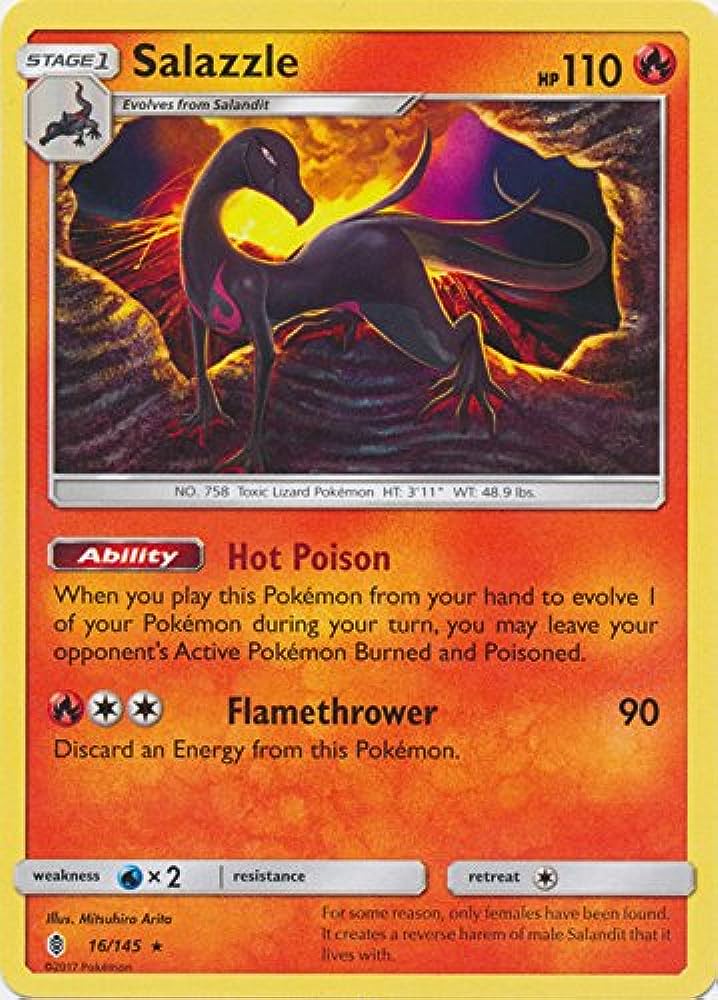 STAGE 1
Salazzle
HP 110
Evolves from Salandit
NO. 758 Toxic Lizard Pokémon HT: 3'11" WT: 48.9 lbs.
Ability Hot Poison
When you play this Pokémon from your hand to evolve 1
of your Pokémon during your turn, you may leave your
opponent's Active Pokémon Burned and Poisoned.
Flamethrower 90
Discard an Energy from this Pokémon.
weakness ×2 resistance retreat
Illus. Mitsuhiro Arita
16/145 ★
©2017 Pokémon
For some reason, only females have been found.
It creates a reverse harem of male Salandit that it
lives with.